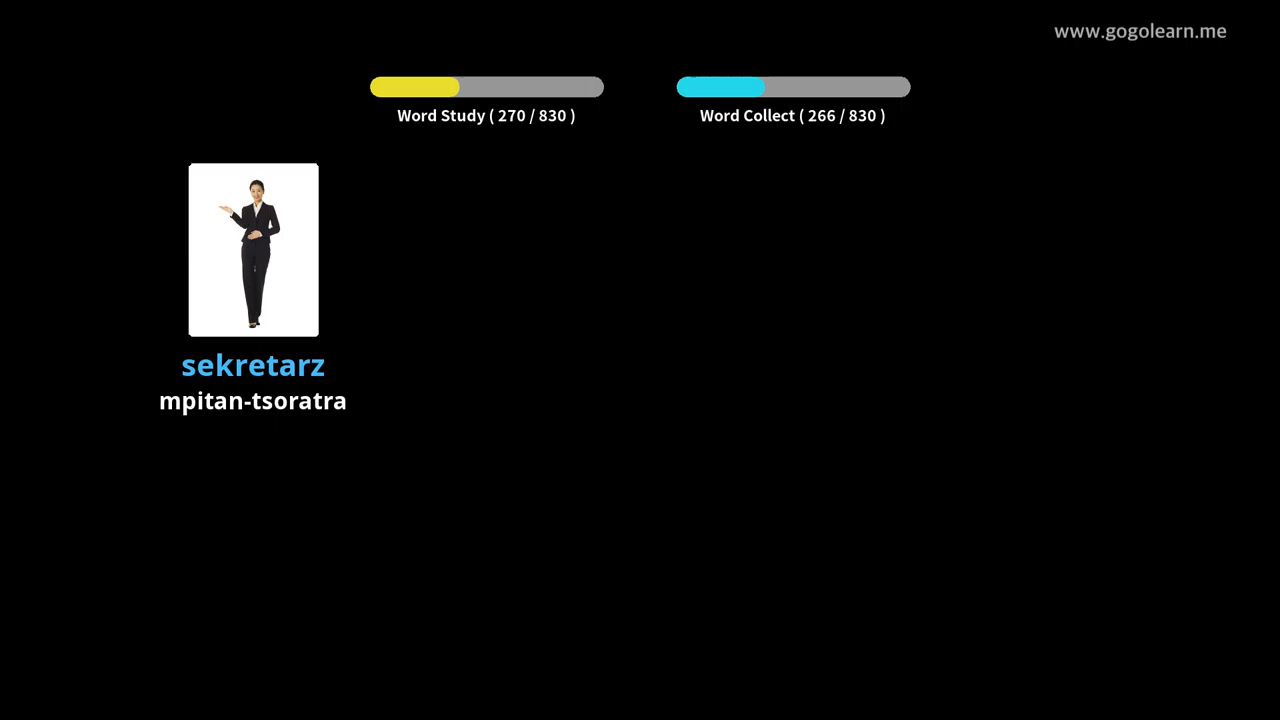 www.gogolearn.me
Word Study ( 270 / 830 )
Word Collect ( 266 / 830 )
sekretarz
mpitan-tsoratra